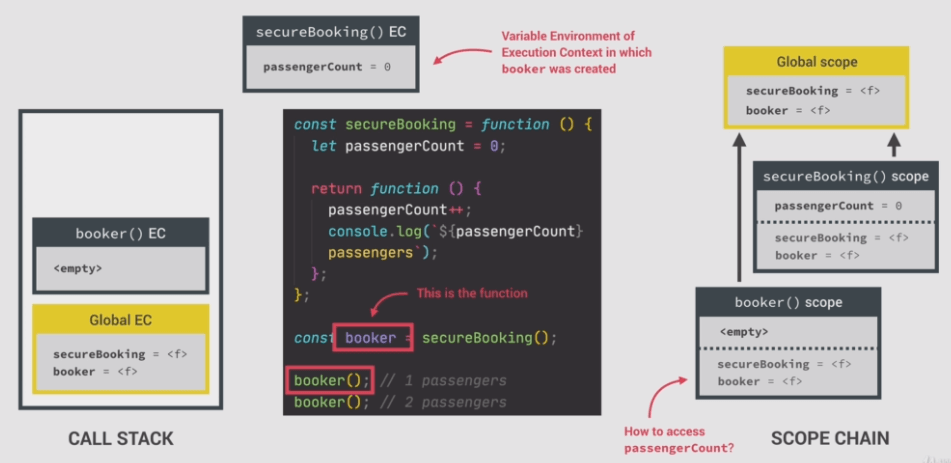 secureBooking() EC
passengerCount = 0
Variable Environment of
Execution Context in which
booker was created
Global scope
secureBooking = <f>
booker = <f>
const secureBooking = function () {
let passengerCount = 0;
return function () {
passengerCount++;
console.log(`${passengerCount}
passengers`);
};
};
This is the function
const booker = secureBooking();
booker(); // 1 passengers
booker(); // 2 passengers
booker() EC
<empty>
Global EC
secureBooking = <f>
booker = <f>
CALL STACK
secureBooking() scope
passengerCount = 0
secureBooking = <f>
booker = <f>
booker() scope
<empty>
secureBooking = <f>
booker = <f>
How to access
passengerCount?
SCOPE CHAIN